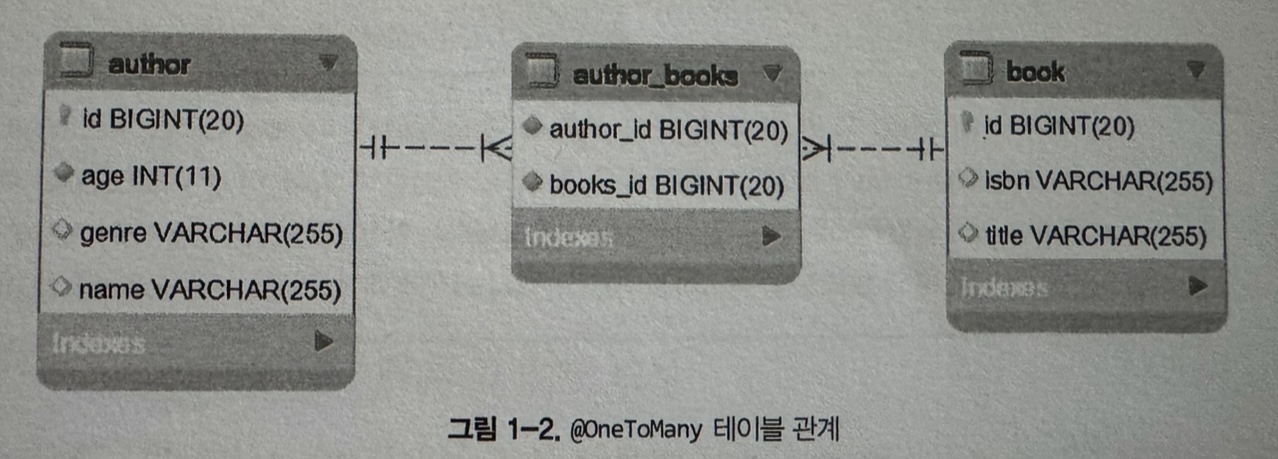 author
id BIGINT(20)
age INT(11)
genre VARCHAR(255)
name VARCHAR(255)
Indexes
author_books
author_id BIGINT(20)
books_id BIGINT(20)
Indexes
book
id BIGINT(20)
isbn VARCHAR(255)
title VARCHAR(255)
Indexes
그림 1-2. @OneToMany 테이블 관계